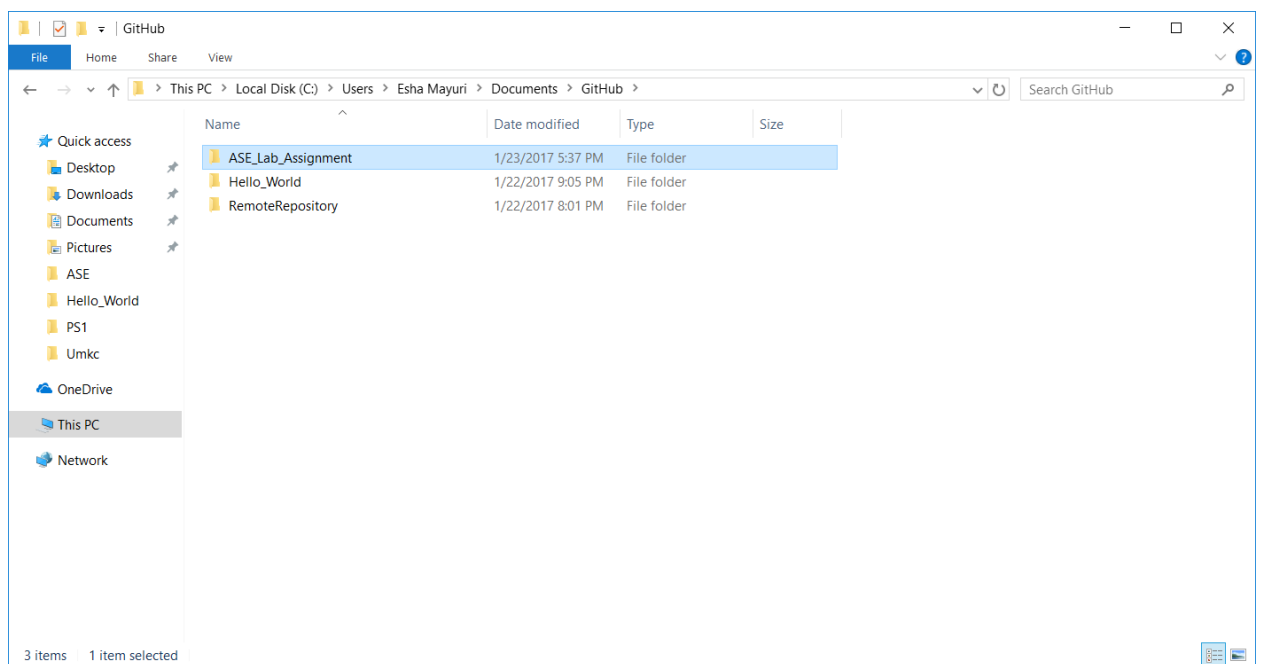 GitHub
File Home Share View
This PC > Local Disk (C:) > Users > Esha Mayuri > Documents > GitHub > Search GitHub
Name Date modified Type Size
Quick access
Desktop
Downloads
Documents
Pictures
ASE
Hello_World
PS1
Umkc
OneDrive
This PC
Network
ASE_Lab_Assignment 1/23/2017 5:37 PM File folder
Hello_World 1/22/2017 9:05 PM File folder
RemoteRepository 1/22/2017 8:01 PM File folder
3 items 1 item selected